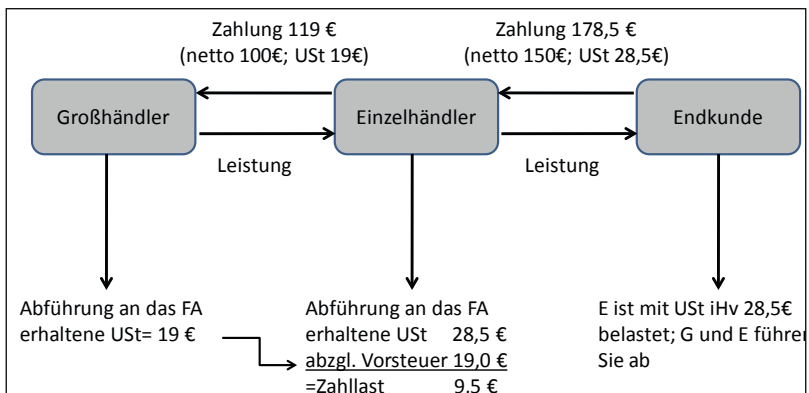 Zahlung 119 €
(netto 100€; USt 19€)
Zahlung 178,5 €
(netto 150€; USt 28,5€)
Großhändler
Einzelhändler
Endkunde
Leistung
Leistung
Abführung an das FA
erhaltene USt= 19 €
Abführung an das FA
erhaltene USt 28,5 €
abzgl. Vorsteuer 19,0 €
=Zahllast 9,5 €
E ist mit USt iHv 28,5€
belastet; G und E führen
Sie ab